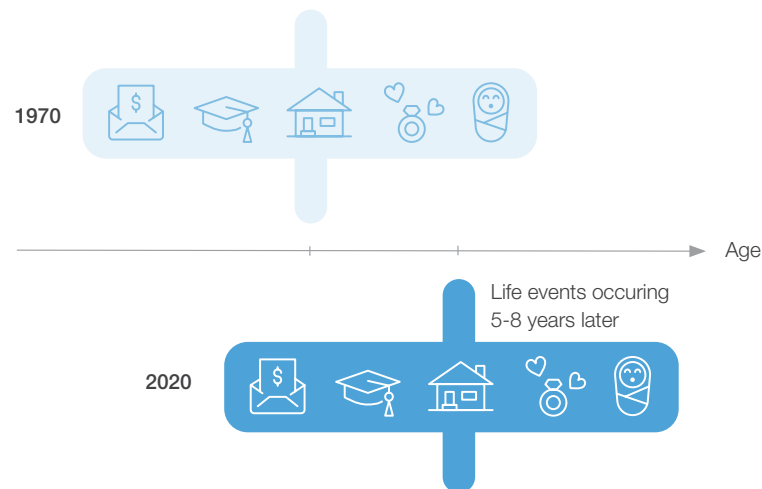 1970
$
Age
Life events occuring
5-8 years later
2020
$